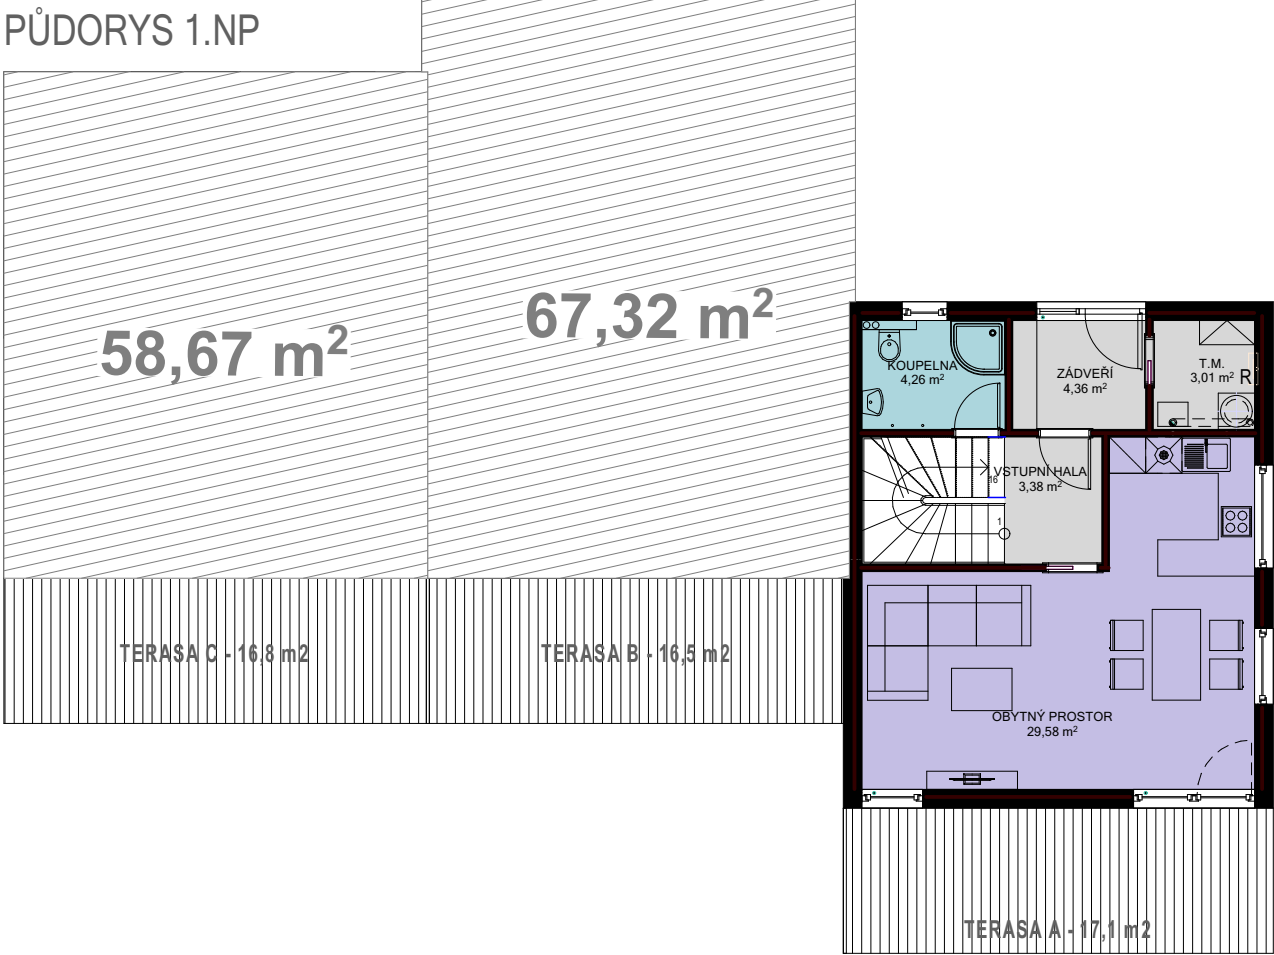 PŮDORYS 1.NP
58,67 m²
67,32 m²
KOUPELNA
4,26 m²
ZÁDVEŘÍ
4,36 m²
T.M.
3,01 m²
R
VSTUPNÍ HALA
3,38 m²
16
1
TERASA C - 16,8 m2
TERASA B - 16,5 m2
OBYTNÝ PROSTOR
29,58 m²
TERASA A - 17,1 m2